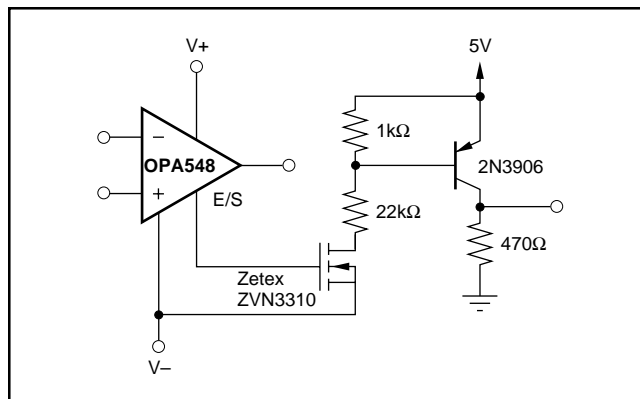 V+
5V
–
OPA548
+
E/S
1kΩ
2N3906
22kΩ
470Ω
Zetex
ZVN3310
V–